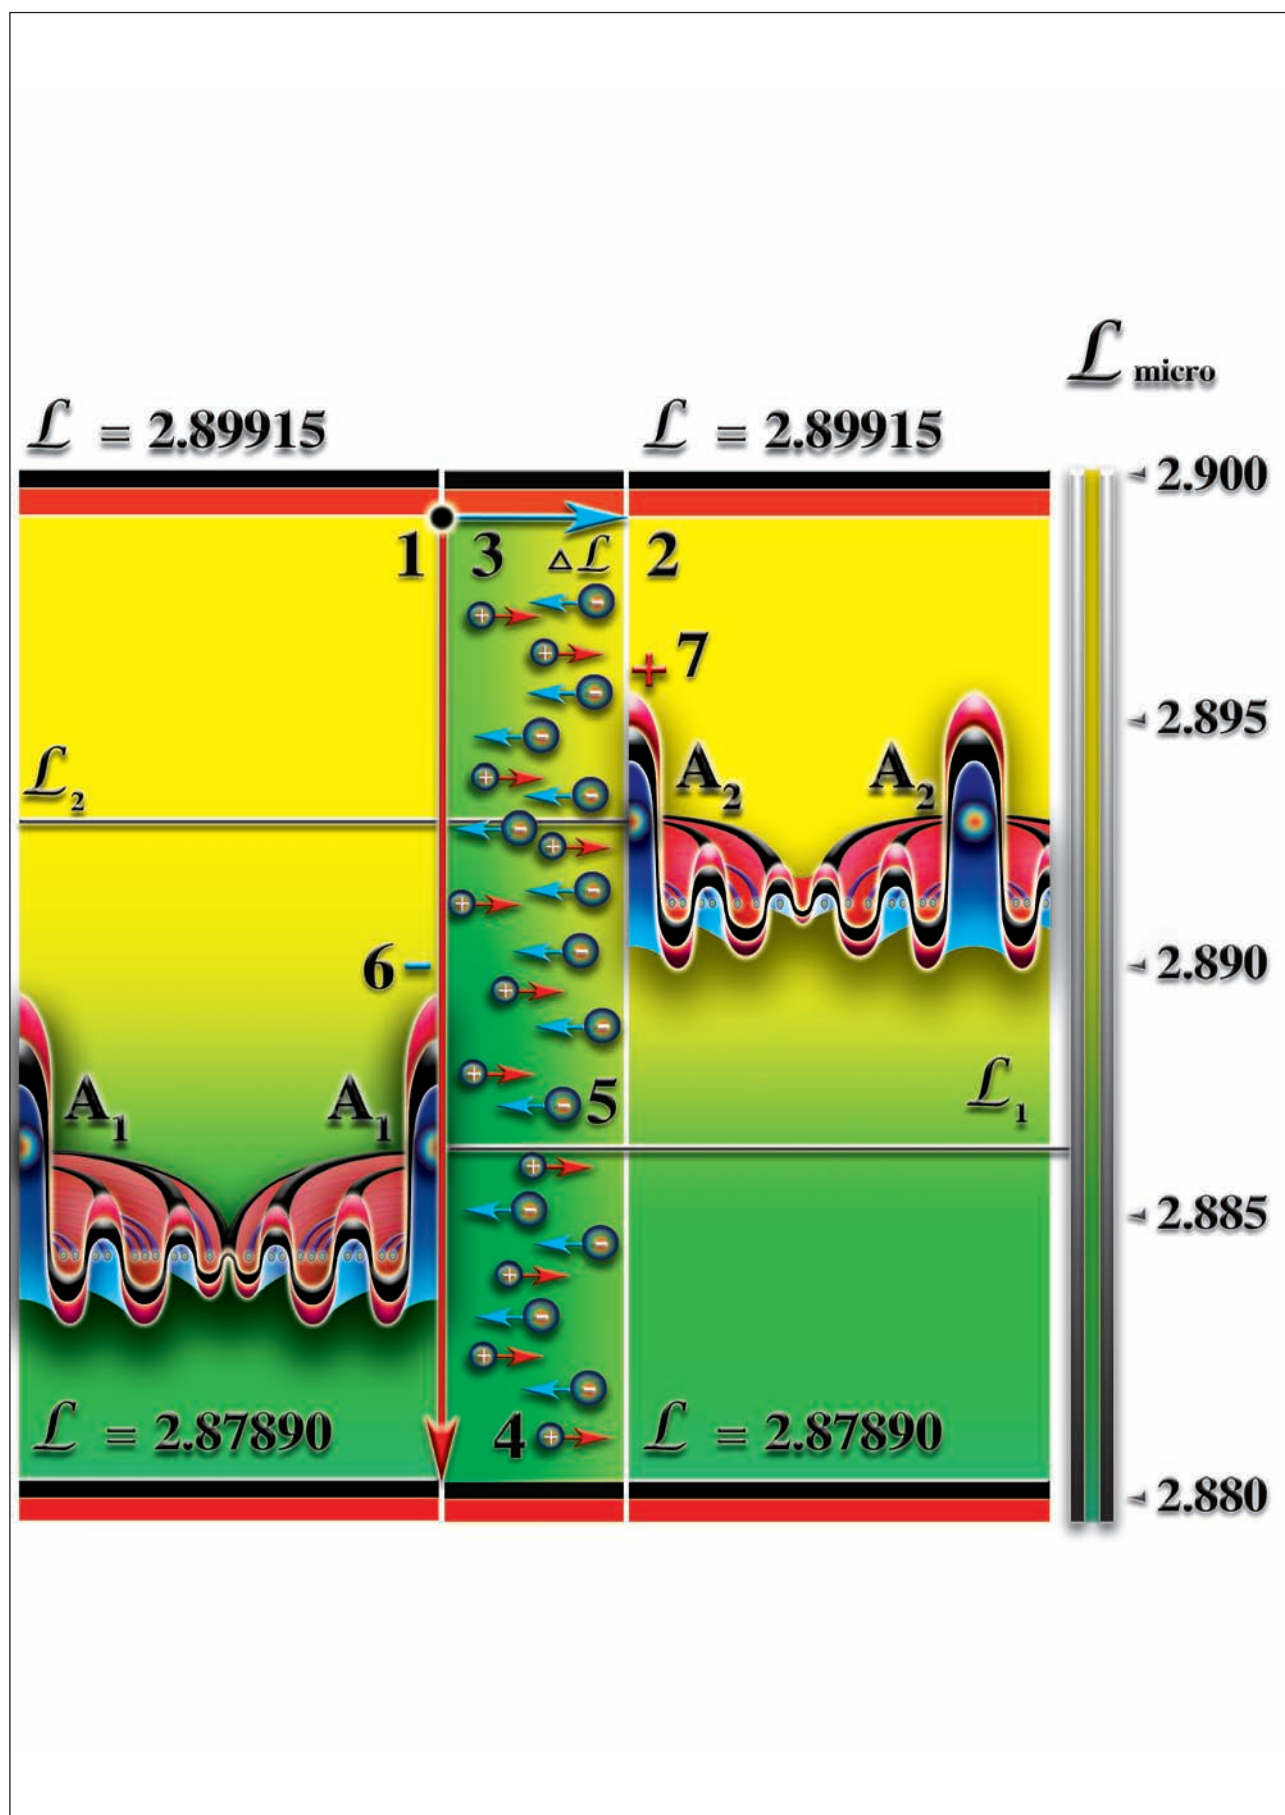 ℒ micro
ℒ = 2.89915
ℒ = 2.89915
2.900
1
3
Δℒ
2
+ 7
2.895
ℒ2
A2
A2
6 −
2.890
A1
A1
5
ℒ1
2.885
ℒ = 2.87890
4
ℒ = 2.87890
2.880